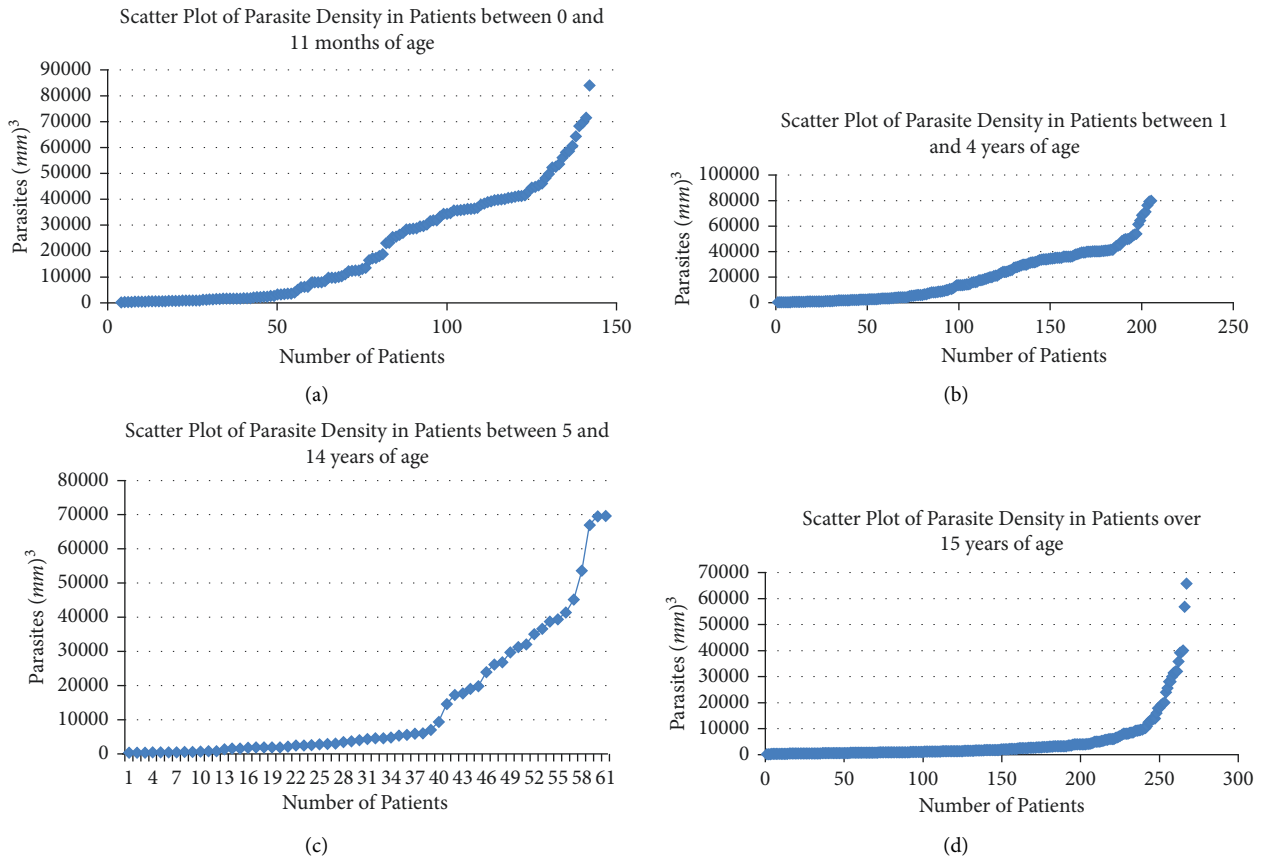 Scatter Plot of Parasite Density in Patients between 0 and
11 months of age
Parasites (mm)³
90000
80000
70000
60000
50000
40000
30000
20000
10000
0
0 50 100 150
Number of Patients
(a)
Scatter Plot of Parasite Density in Patients between 1
and 4 years of age
Parasites (mm)³
100000
80000
60000
40000
20000
0
0 50 100 150 200 250
Number of Patients
(b)
Scatter Plot of Parasite Density in Patients between 5 and
14 years of age
Parasites (mm)³
80000
70000
60000
50000
40000
30000
20000
10000
0
1 4 7 10 13 16 19 22 25 28 31 34 37 40 43 46 49 52 55 58 61
Number of Patients
(c)
Scatter Plot of Parasite Density in Patients over
15 years of age
Parasites (mm)³
70000
60000
50000
40000
30000
20000
10000
0
0 50 100 150 200 250 300
Number of Patients
(d)